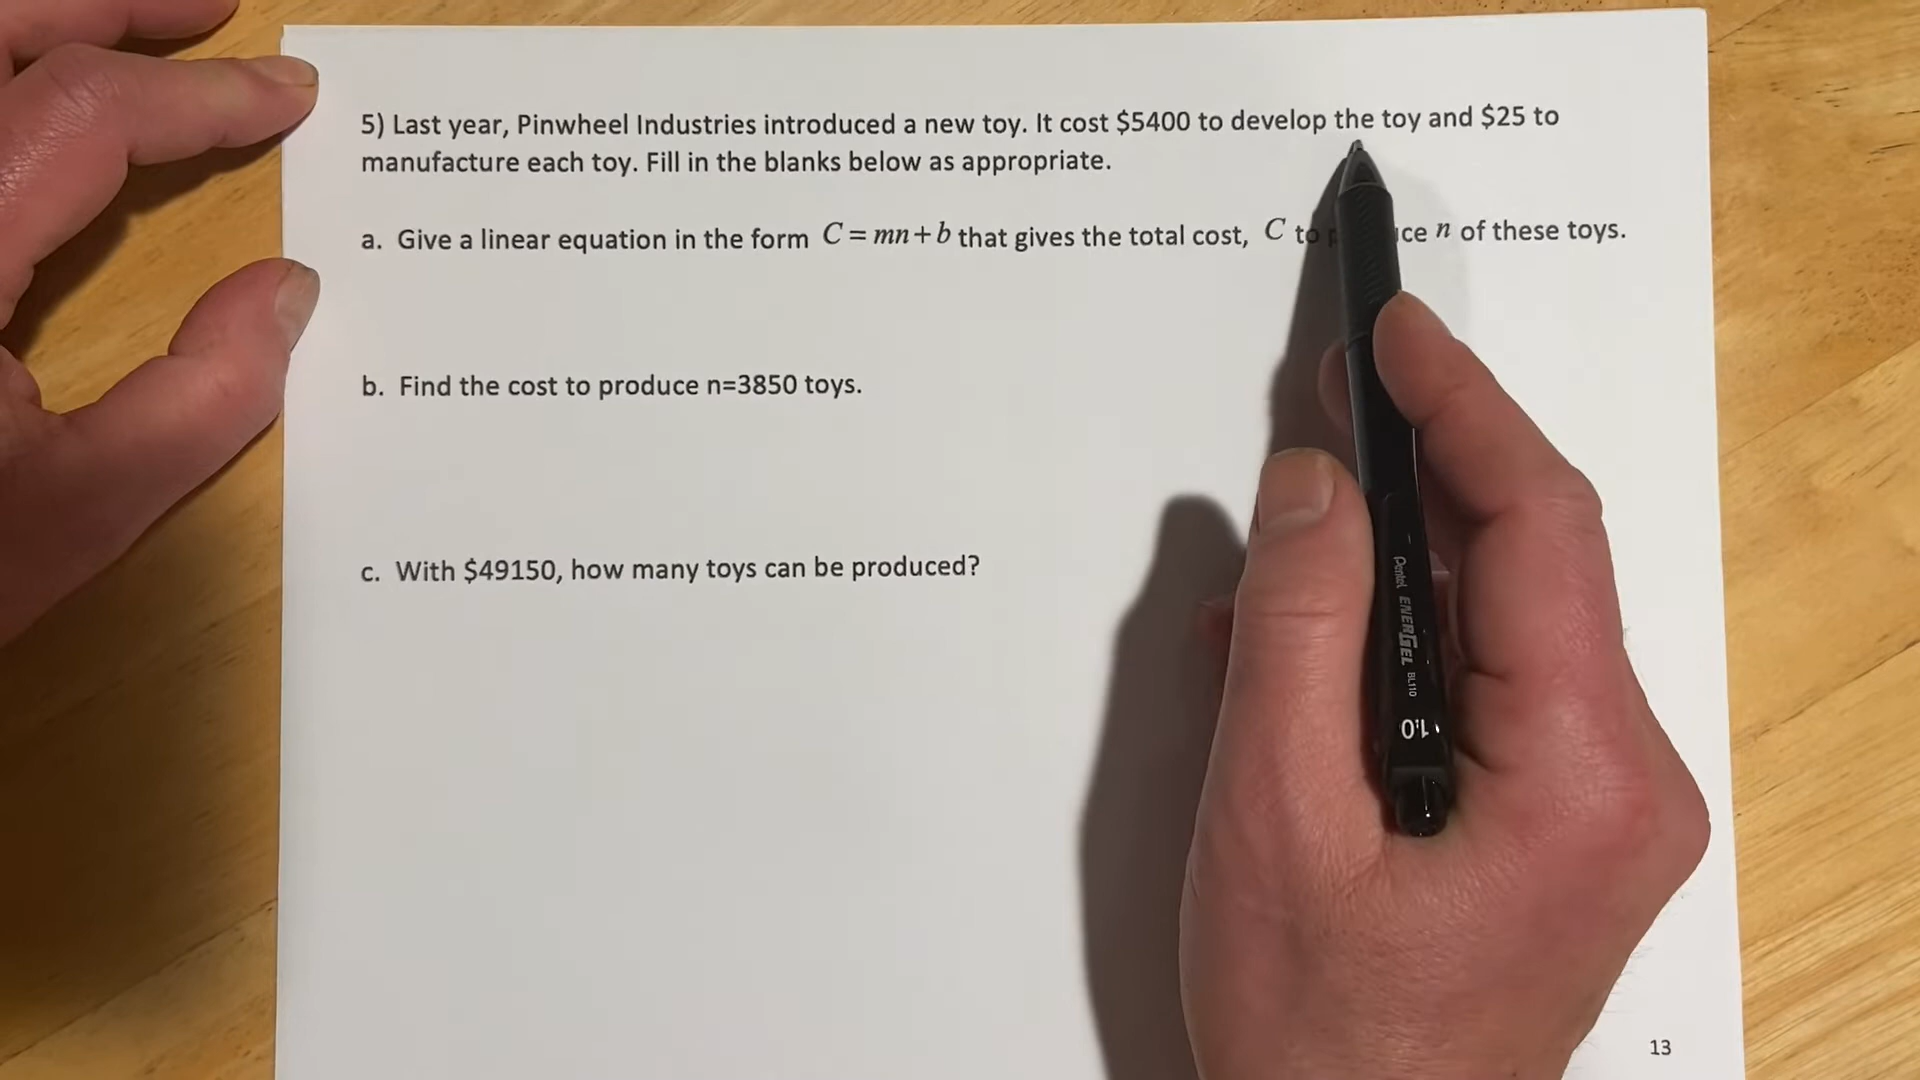 5) Last year, Pinwheel Industries introduced a new toy. It cost $5400 to develop the toy and $25 to
manufacture each toy. Fill in the blanks below as appropriate.
a. Give a linear equation in the form C = mn + b that gives the total cost, C to ce n of these toys.
b. Find the cost to produce n=3850 toys.
c. With $49150, how many toys can be produced?
Pentel ENERGEL BL110
1.0
13